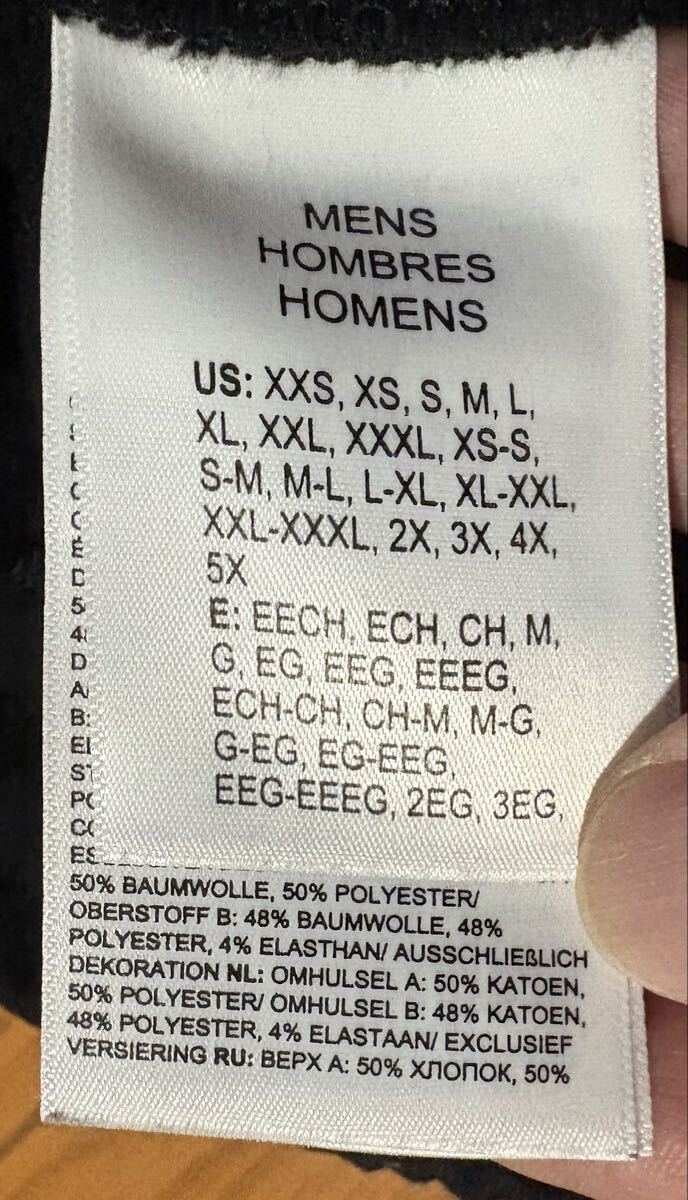 MENS
HOMBRES
HOMENS
US: XXS, XS, S, M, L,
XL, XXL, XXXL, XS-S,
S-M, M-L, L-XL, XL-XXL,
XXL-XXXL, 2X, 3X, 4X,
5X
E: EECH, ECH, CH, M,
G, EG, EEG, EEEG,
ECH-CH, CH-M, M-G,
G-EG, EG-EEG,
EEG-EEEG, 2EG, 3EG,
50% BAUMWOLLE, 50% POLYESTER/
OBERSTOFF B: 48% BAUMWOLLE, 48%
POLYESTER, 4% ELASTHAN/ AUSSCHLIEßLICH
DEKORATION NL: OMHULSEL A: 50% KATOEN,
50% POLYESTER/ OMHULSEL B: 48% KATOEN,
48% POLYESTER, 4% ELASTAAN/ EXCLUSIEF
VERSIERING RU: ВЕРХ А: 50% ХЛОПОК, 50%